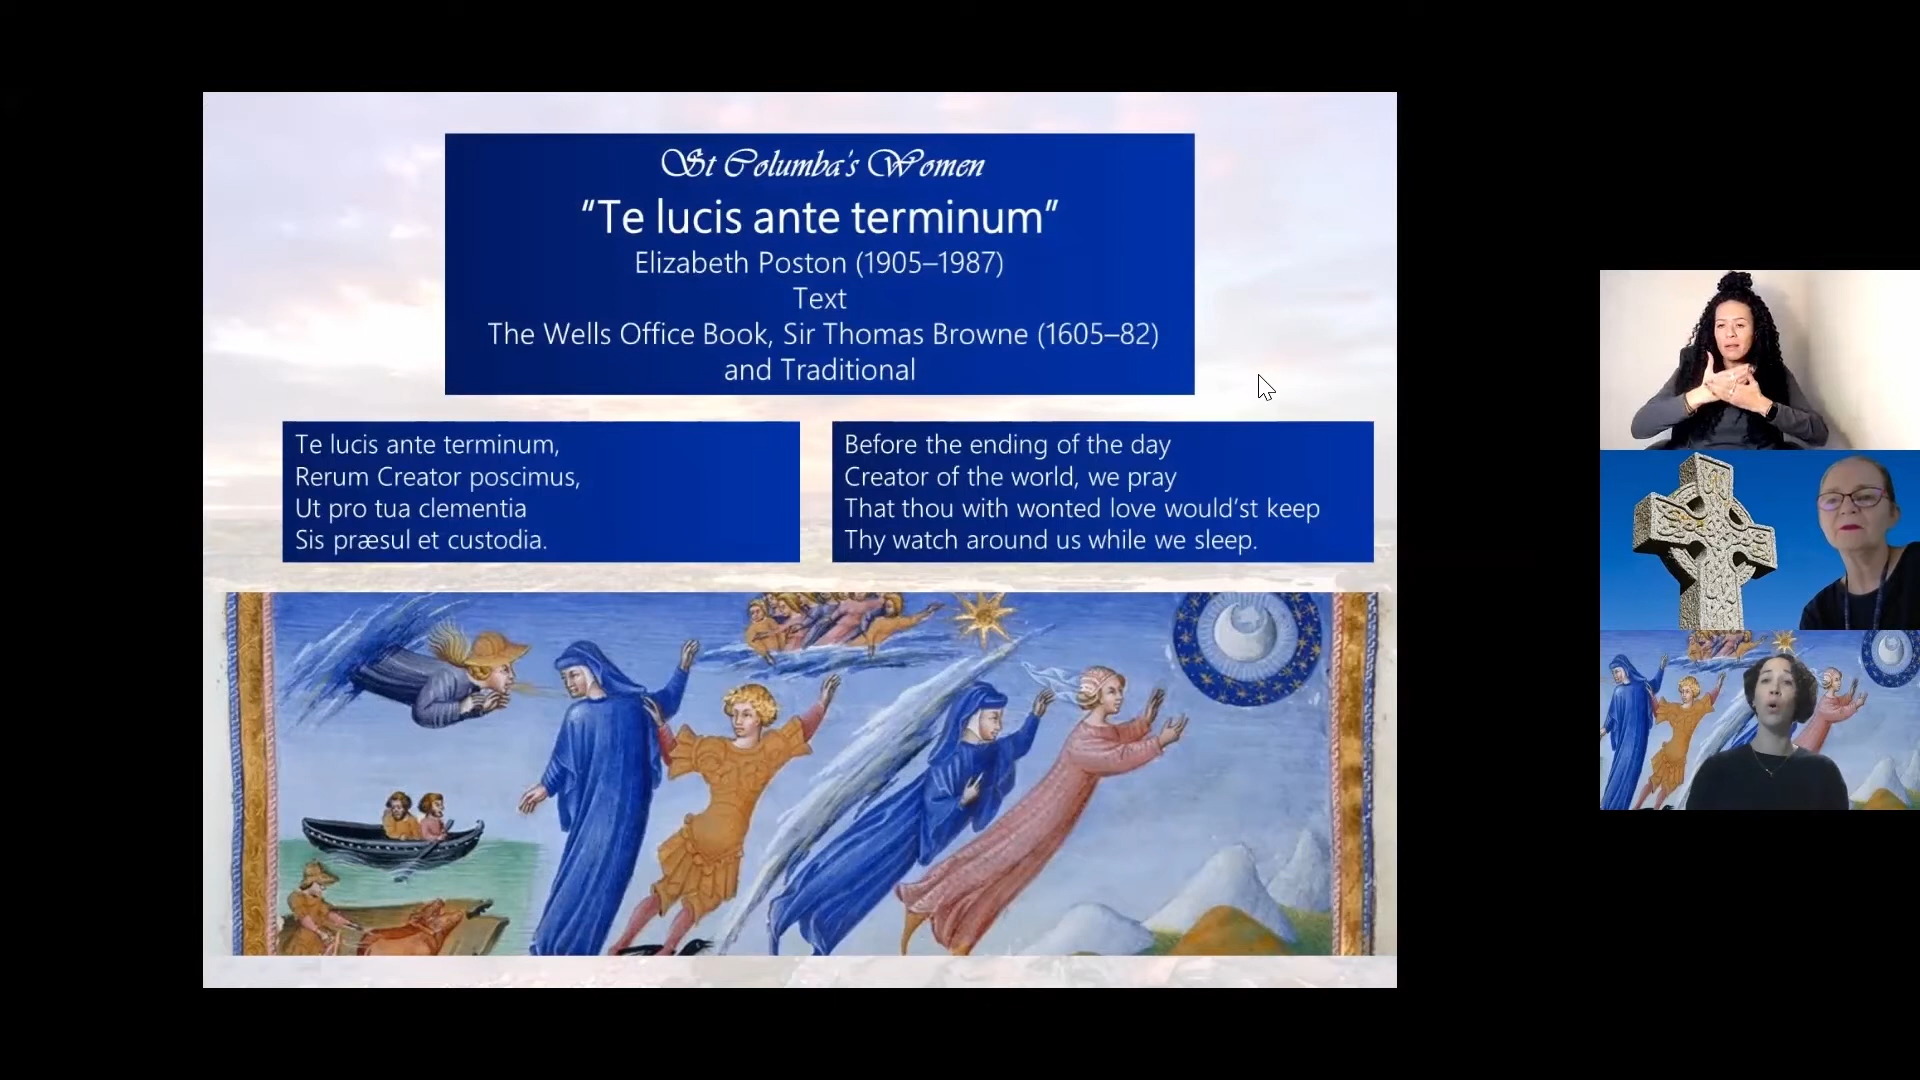 St Columba's Women
“Te lucis ante terminum”
Elizabeth Poston (1905–1987)
Text
The Wells Office Book, Sir Thomas Browne (1605–82)
and Traditional
Te lucis ante terminum,
Rerum Creator poscimus,
Ut pro tua clementia
Sis præsul et custodia.
Before the ending of the day
Creator of the world, we pray
That thou with wonted love would’st keep
Thy watch around us while we sleep.